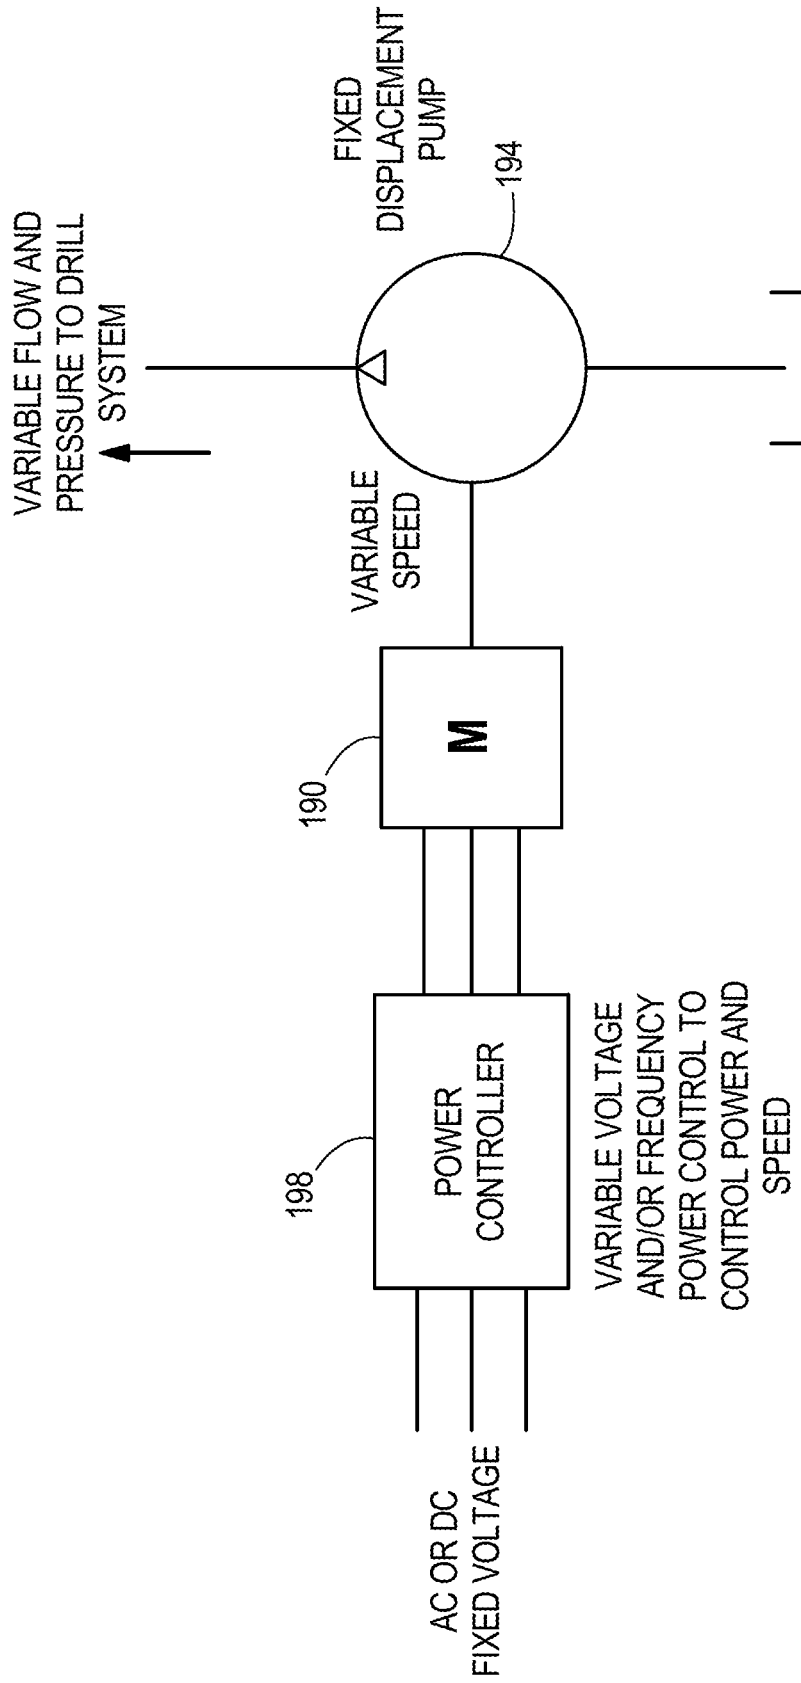 AC OR DC
FIXED VOLTAGE
198
POWER
CONTROLLER
VARIABLE VOLTAGE
AND/OR FREQUENCY
POWER CONTROL TO
CONTROL POWER AND
SPEED
190
M
VARIABLE
SPEED
VARIABLE FLOW AND
PRESSURE TO DRILL
SYSTEM
FIXED
DISPLACEMENT
PUMP
194